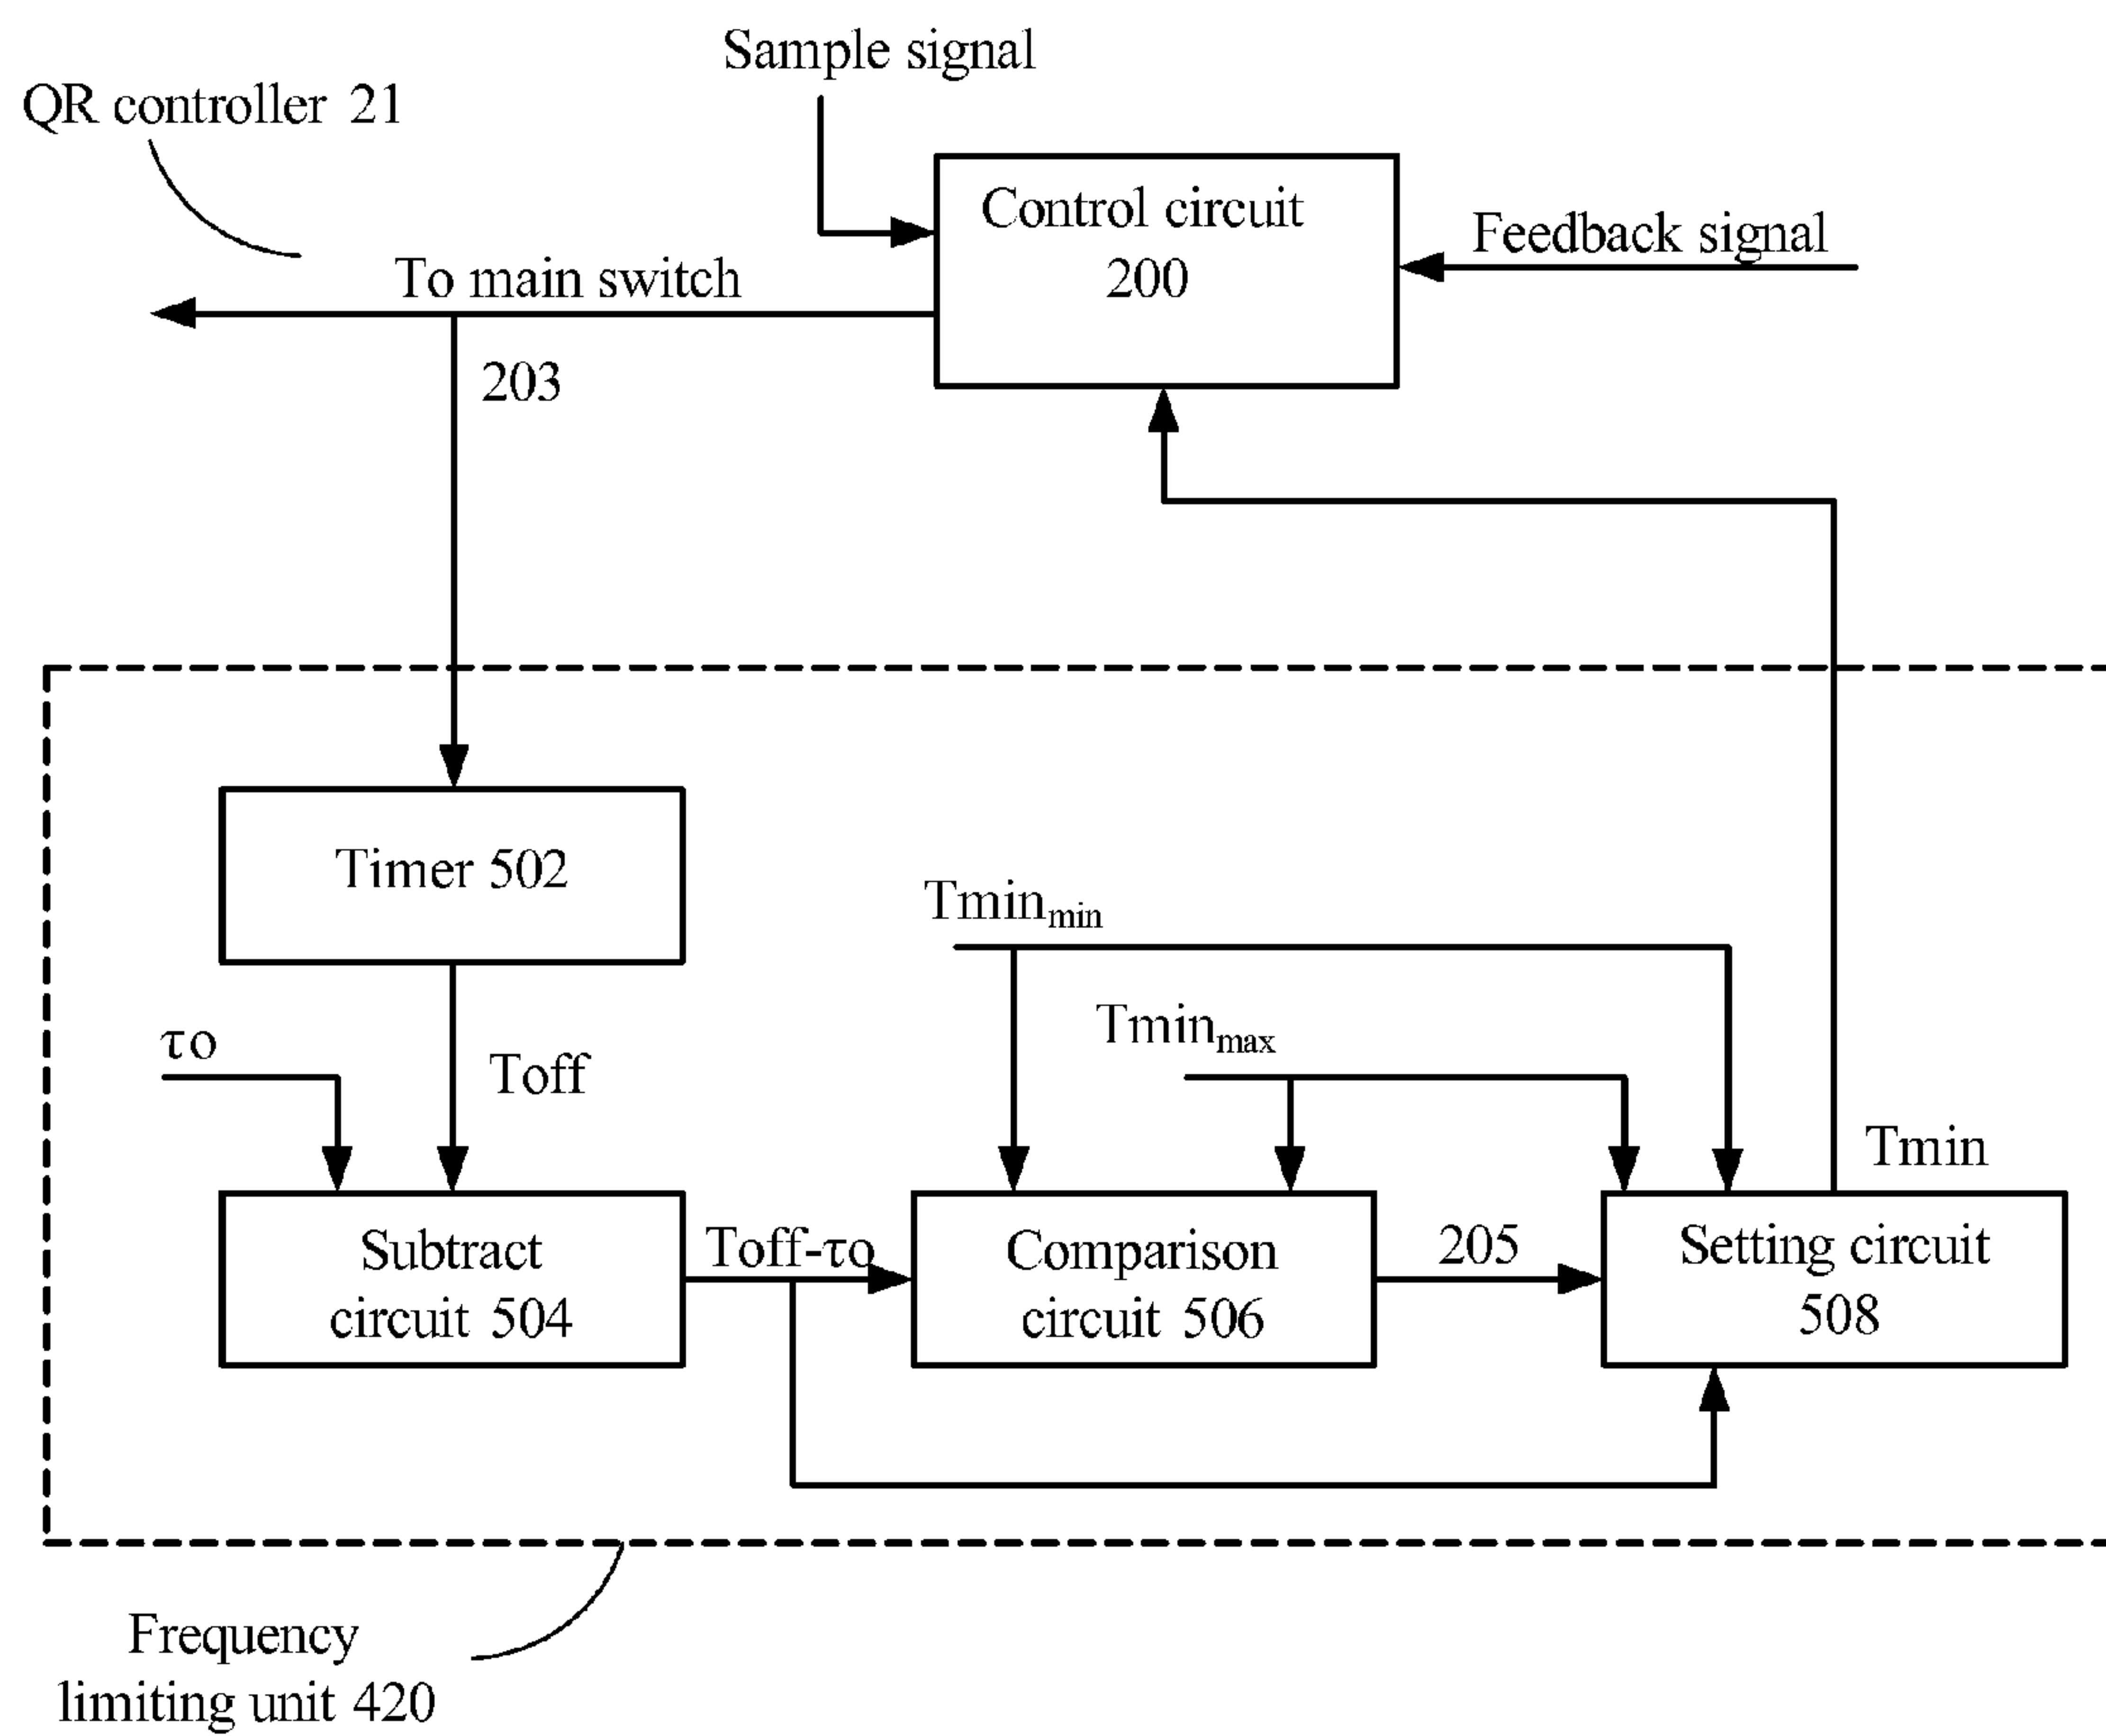 Sample signal
QR controller 21
Control circuit
200
Feedback signal
To main switch
203
Timer 502
Tminmin
Tminmax
τo
Toff
Tmin
Subtract
circuit 504
Toff-τo
Comparison
circuit 506
205
Setting circuit
508
Frequency
limiting unit 420